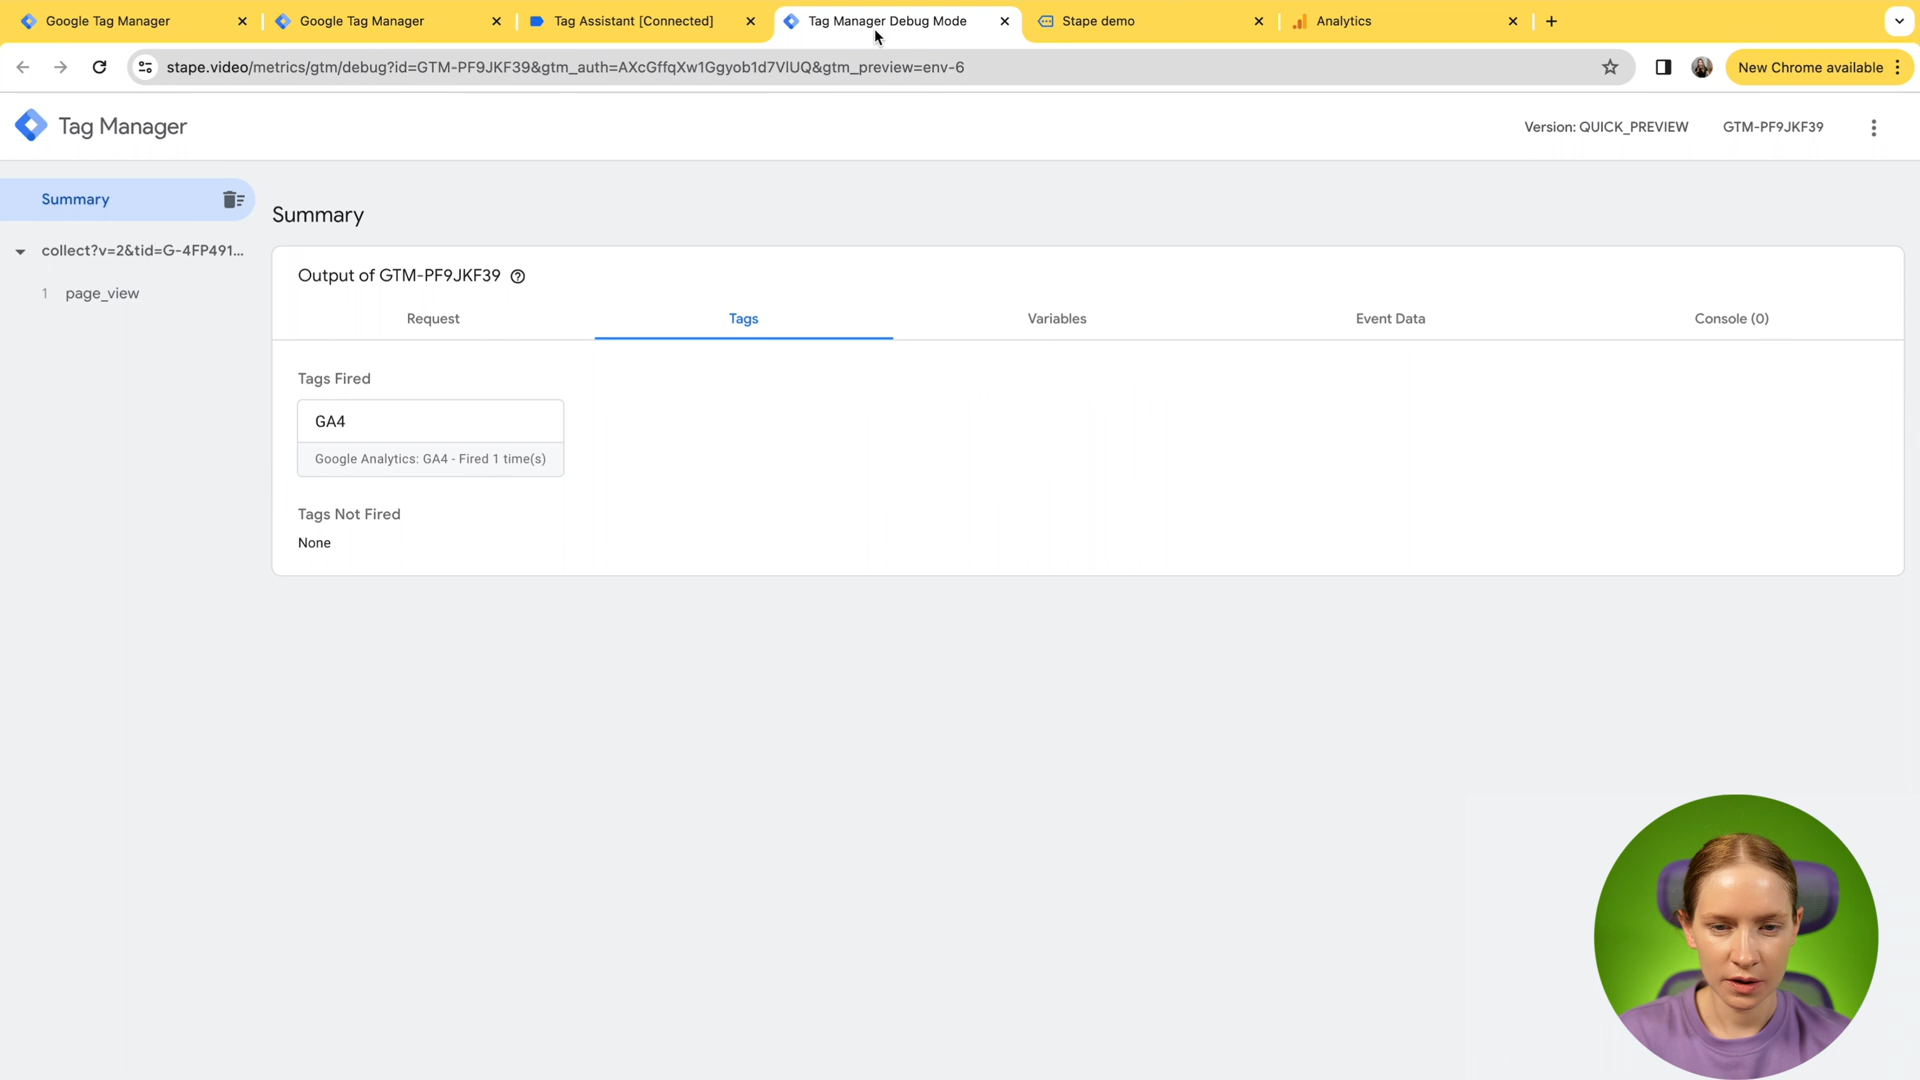 Google Tag Manager
Google Tag Manager
Tag Assistant [Connected]
Tag Manager Debug Mode
Stape demo
Analytics
stape.video/metrics/gtm/debug?id=GTM-PF9JKF39&gtm_auth=AXcGffqXw1Ggyob1d7VlUQ&gtm_preview=env-6
New Chrome available
Tag Manager
Version: QUICK_PREVIEW
GTM-PF9JKF39
Summary
collect?v=2&tid=G-4FP491...
1 page_view
Summary
Output of GTM-PF9JKF39
Request
Tags
Variables
Event Data
Console (0)
Tags Fired
GA4
Google Analytics: GA4 - Fired 1 time(s)
Tags Not Fired
None